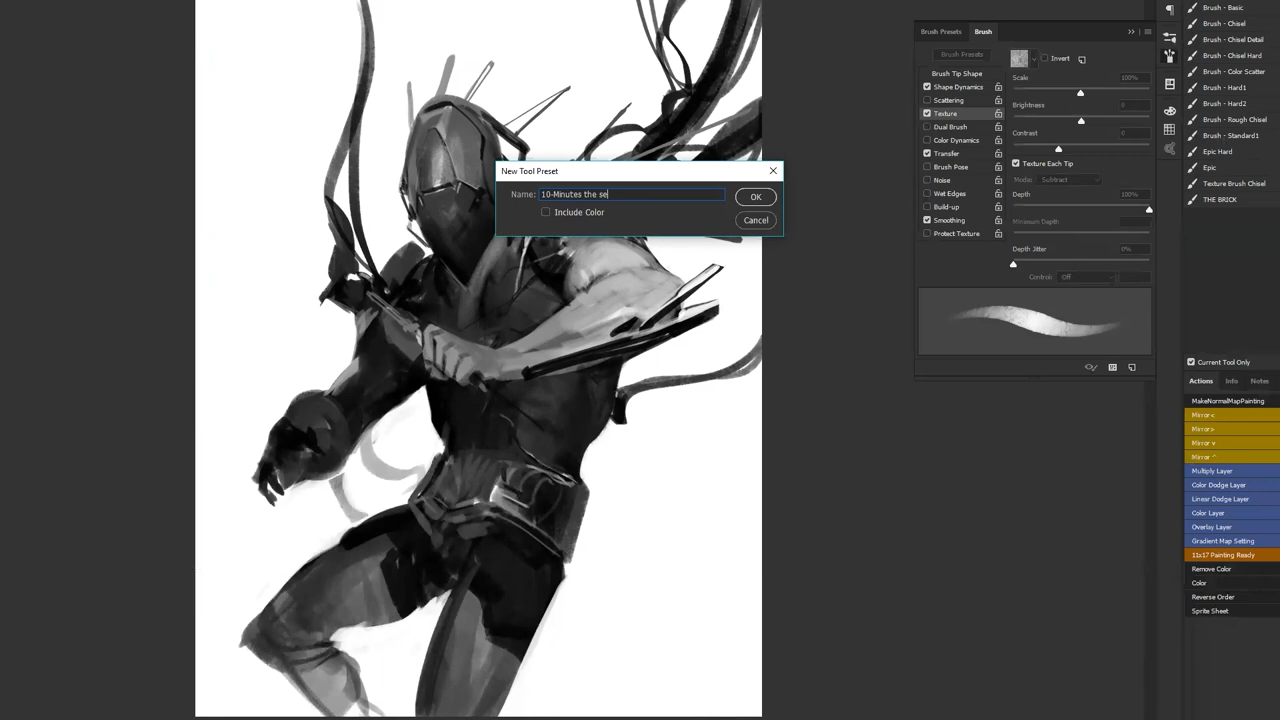 New Tool Preset
Name: 10-Minutes the se
OK
Include Color
Cancel
Brush Presets
Brush
Brush Presets
Invert
Brush Tip Shape
Shape Dynamics
Scattering
Texture
Dual Brush
Color Dynamics
Transfer
Brush Pose
Noise
Wet Edges
Build-up
Smoothing
Protect Texture
Scale 100%
Brightness 0
Contrast 0
Texture Each Tip
Mode: Subtract
Depth 100%
Minimum Depth
Depth Jitter 0%
Control: Off
Brush - Basic
Brush - Chisel
Brush - Chisel Detail
Brush - Chisel Hard
Brush - Color Scatter
Brush - Hard1
Brush - Hard2
Brush - Rough Chisel
Brush - Standard1
Epic Hard
Epic
Texture Brush Chisel
THE BRICK
Current Tool Only
Actions Info Notes
MakeNormalMapPainting
Mirror <
Mirror >
Mirror v
Mirror ^
Multiply Layer
Color Dodge Layer
Linear Dodge Layer
Color Layer
Overlay Layer
Gradient Map Setting
11x17 Painting Ready
Remove Color
Color
Reverse Order
Sprite Sheet